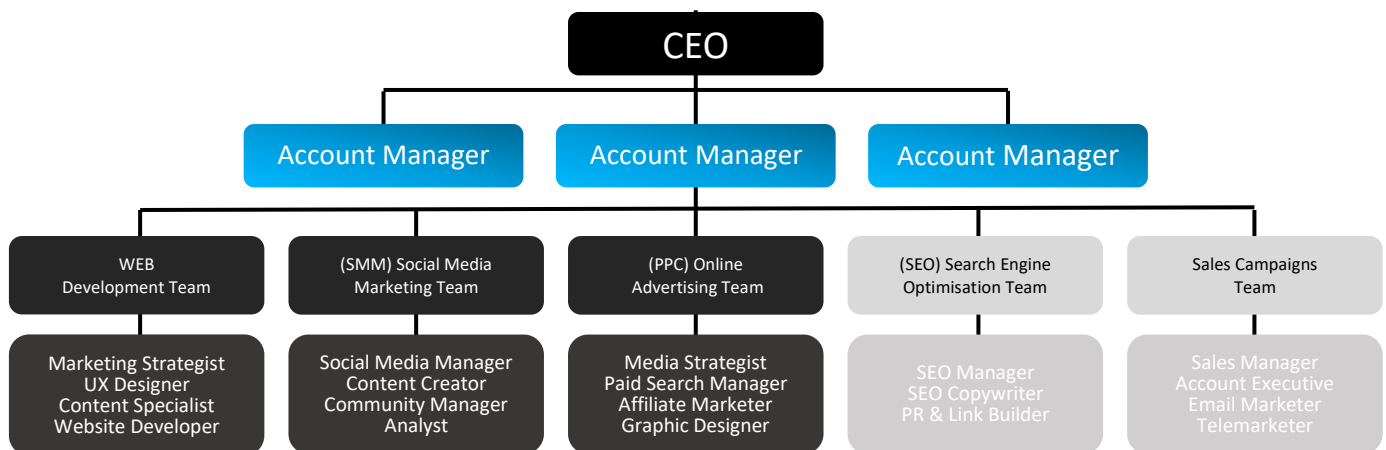 CEO
Account Manager
Account Manager
Account Manager
WEB
Development Team
(SMM) Social Media
Marketing Team
(PPC) Online
Advertising Team
(SEO) Search Engine
Optimisation Team
Sales Campaigns
Team
Marketing Strategist
UX Designer
Content Specialist
Website Developer
Social Media Manager
Content Creator
Community Manager
Analyst
Media Strategist
Paid Search Manager
Affiliate Marketer
Graphic Designer
SEO Manager
SEO Copywriter
PR & Link Builder
Sales Manager
Account Executive
Email Marketer
Telemarketer